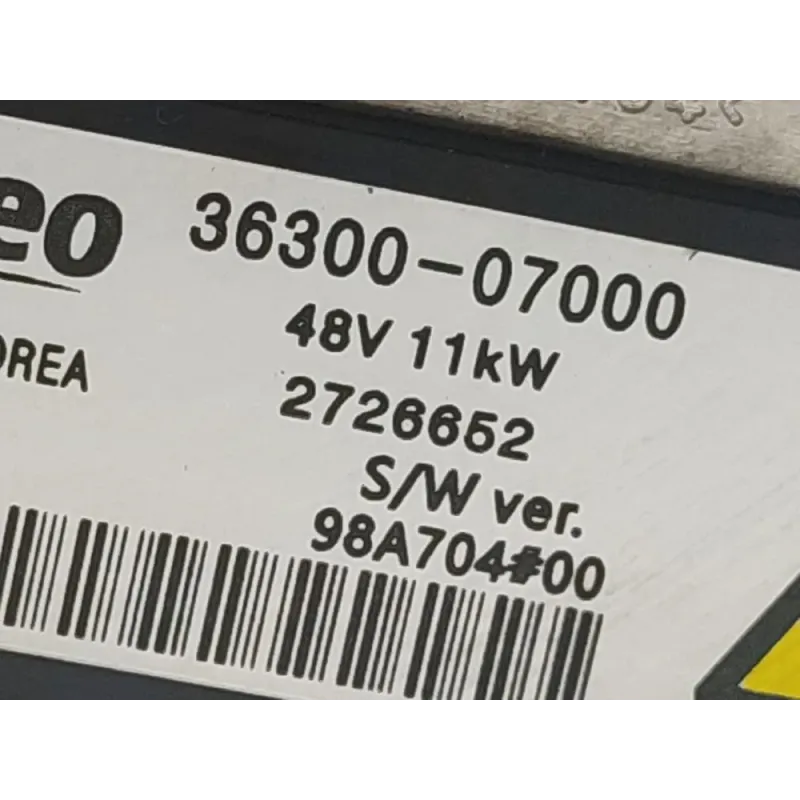 eo 36300-07000
48V 11kW
OREA
2726652
S/W ver.
98A704#00